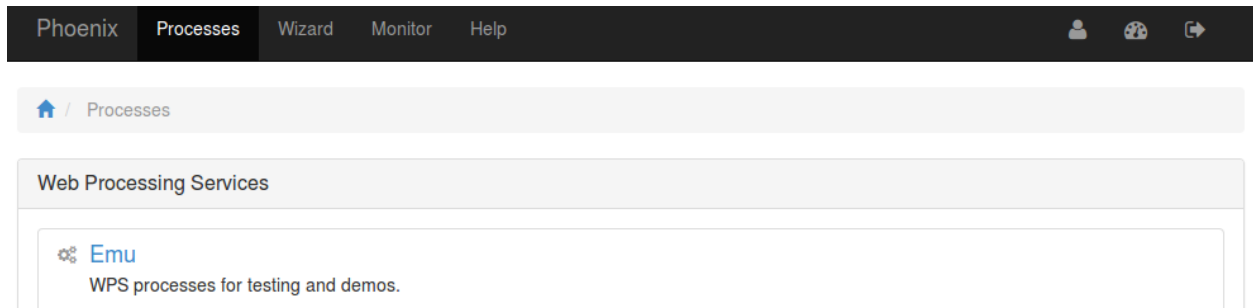 Phoenix Processes Wizard Monitor Help
/ Processes
Web Processing Services
Emu
WPS processes for testing and demos.